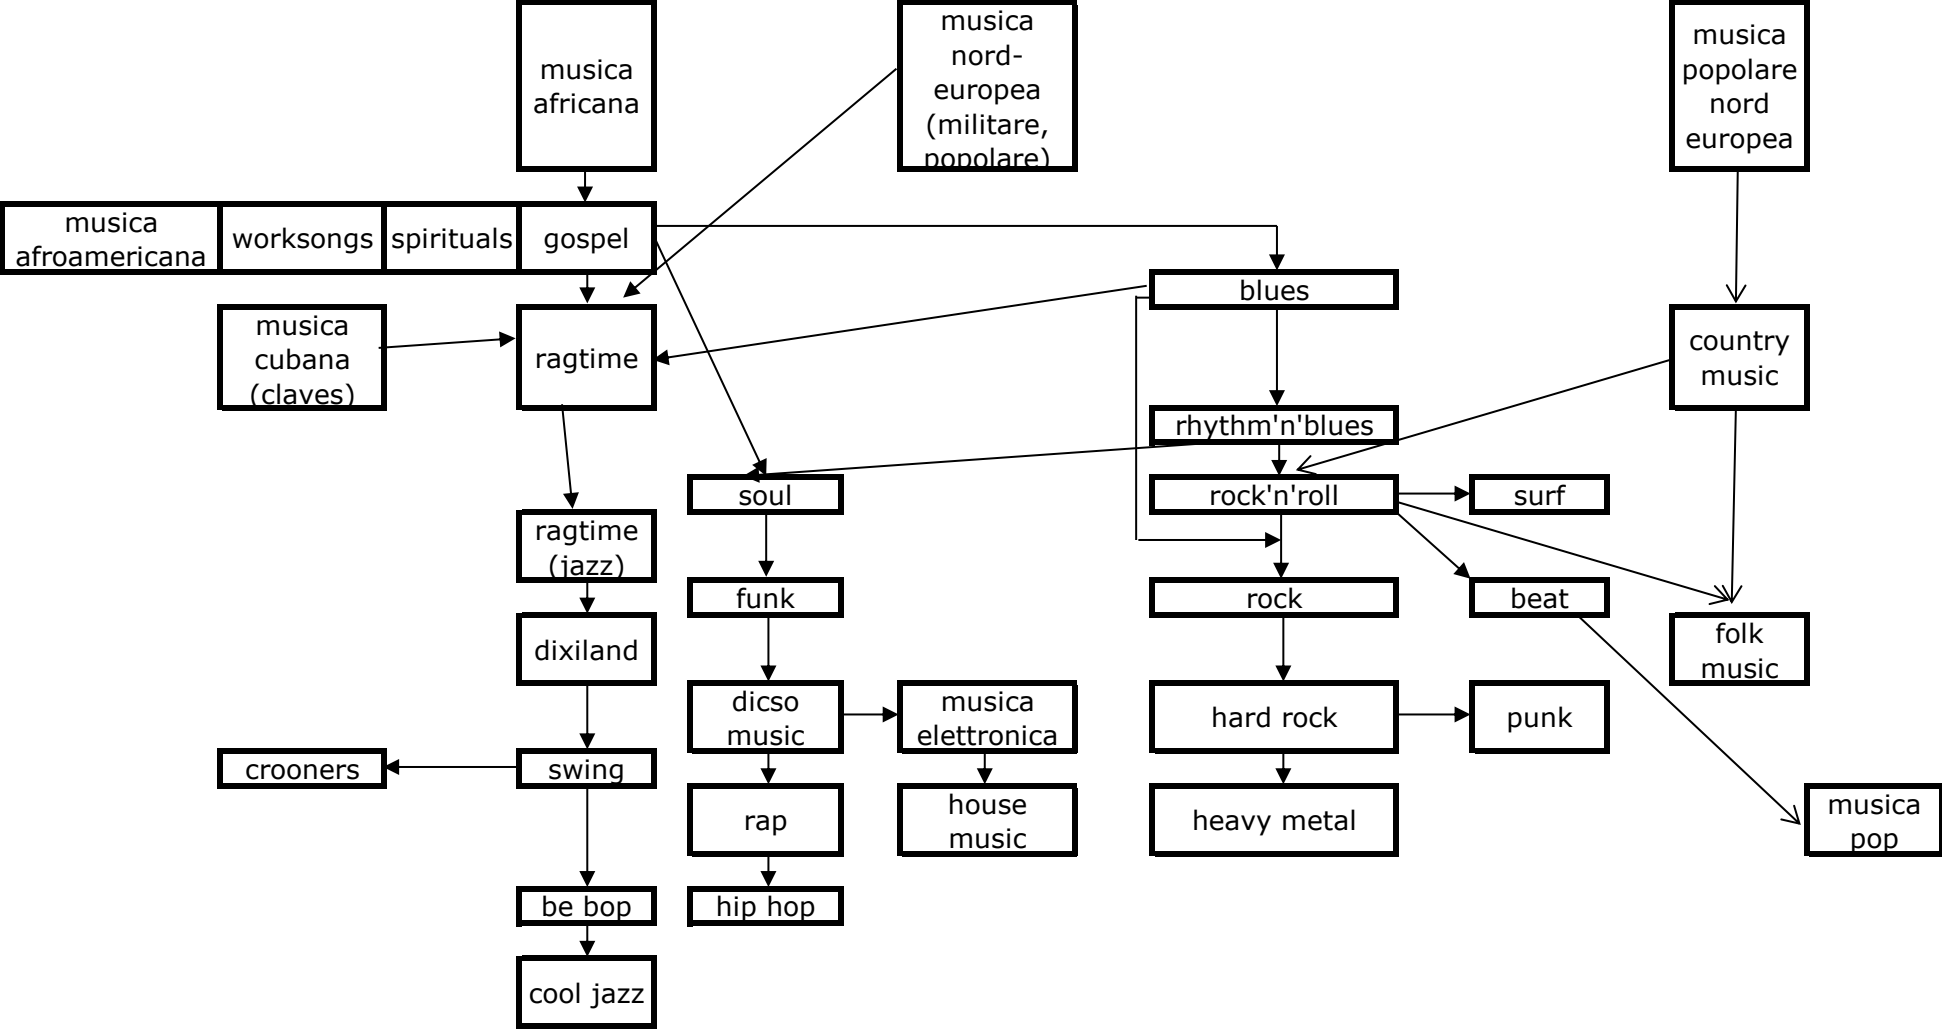 musica
africana
musica
nord-
europea
(militare,
popolare)
musica
popolare
nord
europea
musica
afroamericana
worksongs
spirituals
gospel
blues
musica
cubana
(claves)
ragtime
country
music
rhythm'n'blues
soul
rock'n'roll
surf
ragtime
(jazz)
funk
rock
beat
dixiland
folk
music
dicso
music
musica
elettronica
hard rock
punk
crooners
swing
rap
house
music
heavy metal
musica
pop
be bop
hip hop
cool jazz